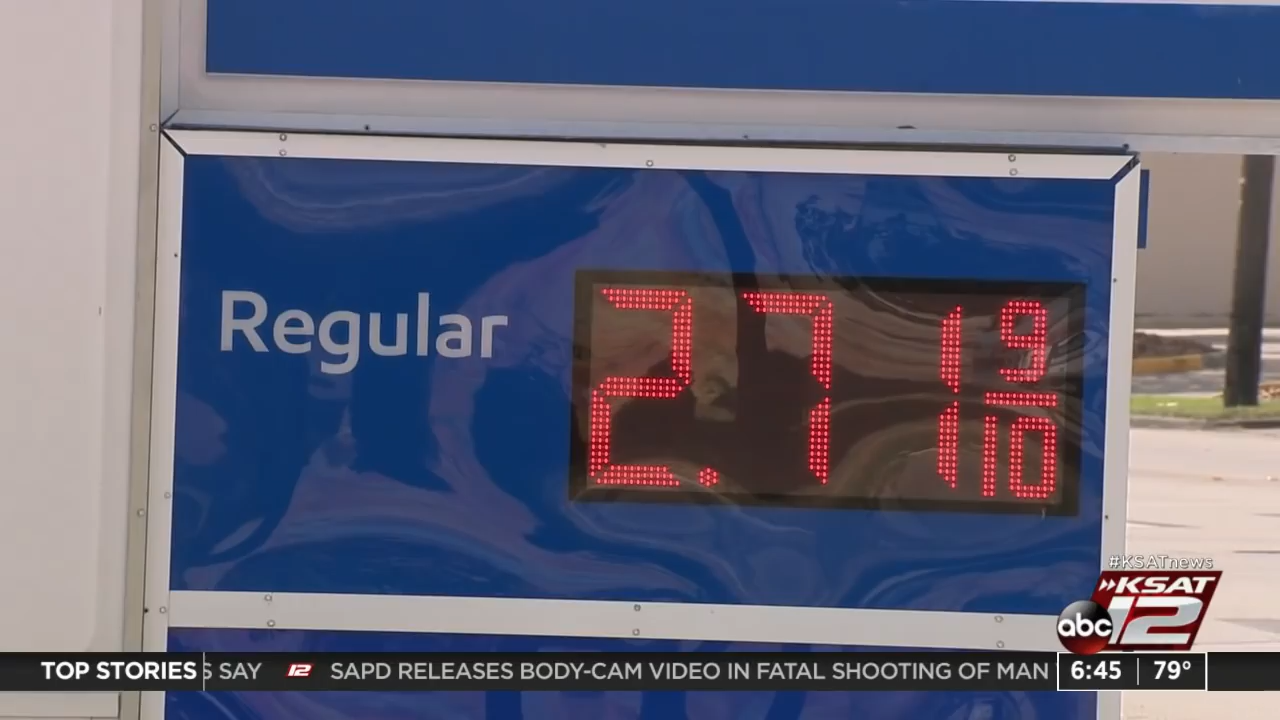 Regular 2.71 9/10
#KSATnews
»KSAT
abc 12
TOP STORIES S SAY 12 SAPD RELEASES BODY-CAM VIDEO IN FATAL SHOOTING OF MAN 6:45 79°